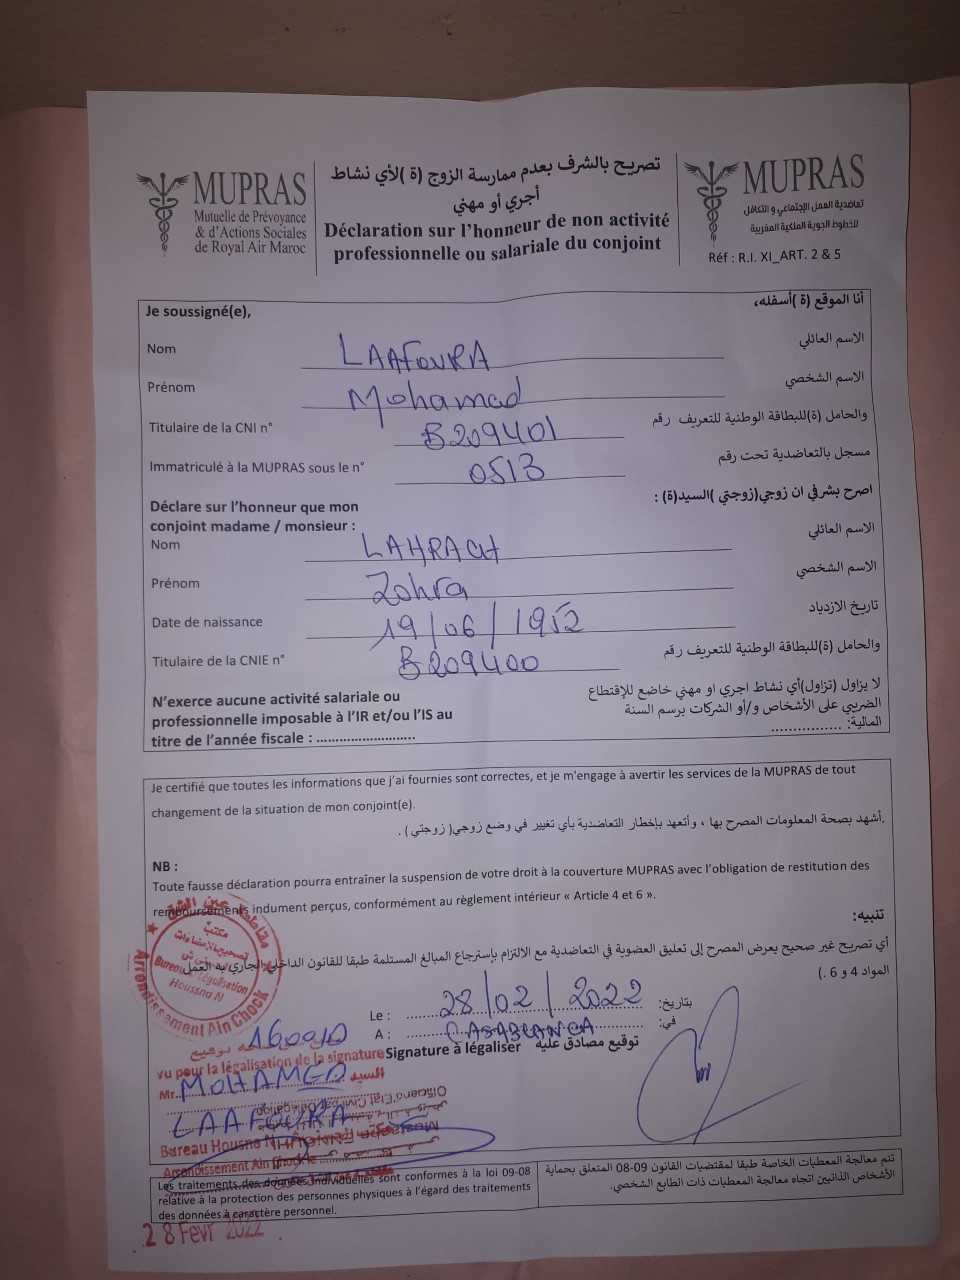 MUPRAS
Mutuelle de Prévoyance
& d'Actions Sociales
de Royal Air Maroc
تصريح بالشرف بعدم ممارسة الزوج (ة )لأي نشاط
أجري أو مهني
Déclaration sur l'honneur de non activité
professionnelle ou salariale du conjoint
MUPRAS
تعاضدية العمل الإجتماعي و التكافل
للخطوط الجوية الملكية المغربية
Réf : R.I. XI_ART. 2 & 5
Je soussigné(e), أنا الموقع (ة )أسفله،
Nom LAAFOURA الاسم العائلي
Prénom Mohamad الاسم الشخصي
Titulaire de la CNI n° B209401 والحامل (ة)للبطاقة الوطنية للتعريف رقم
Immatriculé à la MUPRAS sous le n° 0513 مسجل بالتعاضدية تحت رقم
Déclare sur l'honneur que mon اصرح بشرفي ان زوجي(زوجتي )السيد(ة) :
conjoint madame / monsieur :
Nom LAHRACH الاسم العائلي
Prénom Zohra الاسم الشخصي
Date de naissance 19/06/1952 تاريخ الازدياد
Titulaire de la CNIE n° B209400 والحامل (ة)للبطاقة الوطنية للتعريف رقم
N'exerce aucune activité salariale ou
professionnelle imposable à l'IR et/ou l'IS au
titre de l'année fiscale : ........................
لا يزاول (تزاول)أي نشاط اجري او مهني خاضع للإقتطاع
الضريبي على الأشخاص و/أو الشركات برسم السنة
المالية: ................
Je certifié que toutes les informations que j'ai fournies sont correctes, et je m'engage à avertir les services de la MUPRAS de tout
changement de la situation de mon conjoint(e).
أشهد بصحة المعلومات المصرح بها ، وأتعهد بإخطار التعاضدية بأي تغيير في وضع زوجي( زوجتي ) .
NB :
Toute fausse déclaration pourra entraîner la suspension de votre droit à la couverture MUPRAS avec l'obligation de restitution des
remboursements indument perçus, conformément au règlement intérieur « Article 4 et 6 ».
تنبيه:
أي تصريح غير صحيح يعرض المصرح إلى تعليق العضوية في التعاضدية مع الالتزام بإسترجاع المبالغ المستلمة طبقا للقانون الداخلي الجاري به العمل
المواد 4 و 6 .)
مقاطعة عين الشق
مكتب
Bureau Légalisation
Houssna N
Arrondissement Ain Chock
Le : 28/02/2022 بتاريخ:
A : CASABLANCA في:
Signature à légaliser توقيع مصادق عليه
vu pour la légalisation de la signature
Mr. MOHAMED السيد
LAAFOURA
Bureau Housna N
Arrondissement Ain Chock le
Les traitements des données individuelles sont conformes à la loi 09-08
relative à la protection des personnes physiques à l'égard des traitements
des données à caractère personnel.
تتم معالجة المعطيات الخاصة طبقا لمقتضيات القانون 09-08 المتعلق بحماية
الأشخاص الذاتيين اتجاه معالجة المعطيات ذات الطابع الشخصي.
28 Fevr 2022